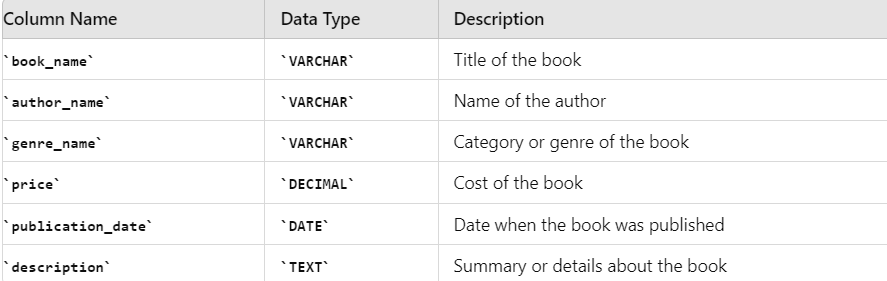 Column Name Data Type Description
`book_name` `VARCHAR` Title of the book
`author_name` `VARCHAR` Name of the author
`genre_name` `VARCHAR` Category or genre of the book
`price` `DECIMAL` Cost of the book
`publication_date` `DATE` Date when the book was published
`description` `TEXT` Summary or details about the book